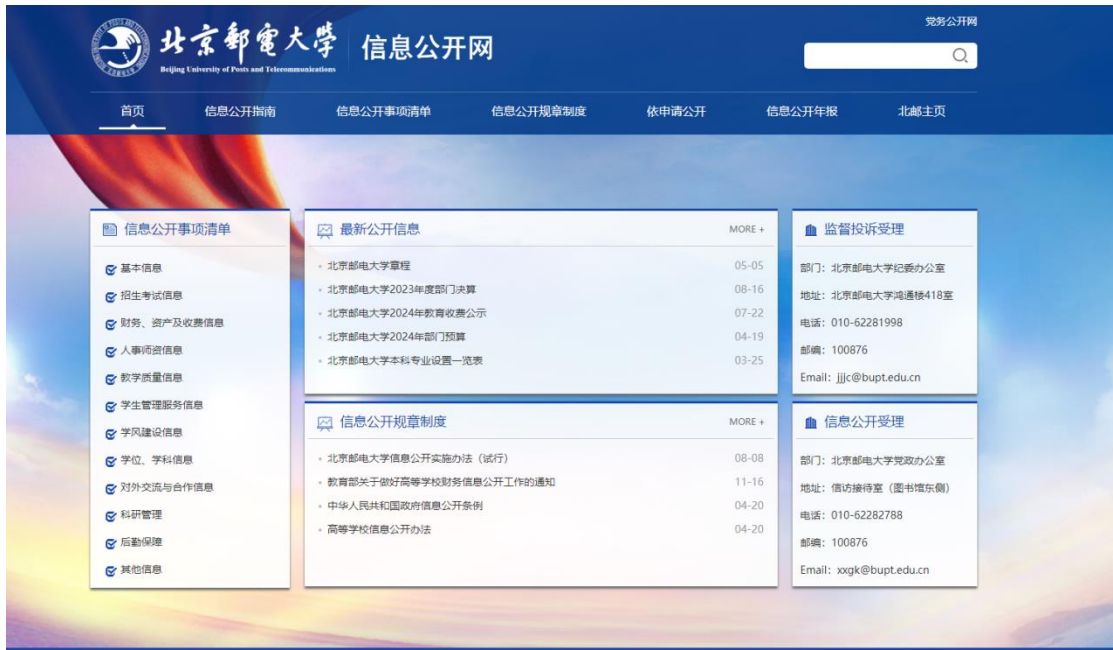 党务公开网
北京郵電大學
Beijing University of Posts and Telecommunications
信息公开网
首页
信息公开指南
信息公开事项清单
信息公开规章制度
依申请公开
信息公开年报
北邮主页
信息公开事项清单
基本信息
招生考试信息
财务、资产及收费信息
人事师资信息
教学质量信息
学生管理服务信息
学风建设信息
学位、学科信息
对外交流与合作信息
科研管理
后勤保障
其他信息
最新公开信息 MORE +
北京邮电大学章程 05-05
北京邮电大学2023年度部门决算 08-16
北京邮电大学2024年教育收费公示 07-22
北京邮电大学2024年部门预算 04-19
北京邮电大学本科专业设置一览表 03-25
信息公开规章制度 MORE +
北京邮电大学信息公开实施办法（试行） 08-08
教育部关于做好高等学校财务信息公开工作的通知 11-16
中华人民共和国政府信息公开条例 04-20
高等学校信息公开办法 04-20
监督投诉受理
部门：北京邮电大学纪委办公室
地址：北京邮电大学鸿通楼418室
电话：010-62281998
邮编：100876
Email：jjjc@bupt.edu.cn
信息公开受理
部门：北京邮电大学党政办公室
地址：信访接待室（图书馆东侧）
电话：010-62282788
邮编：100876
Email：xxgk@bupt.edu.cn